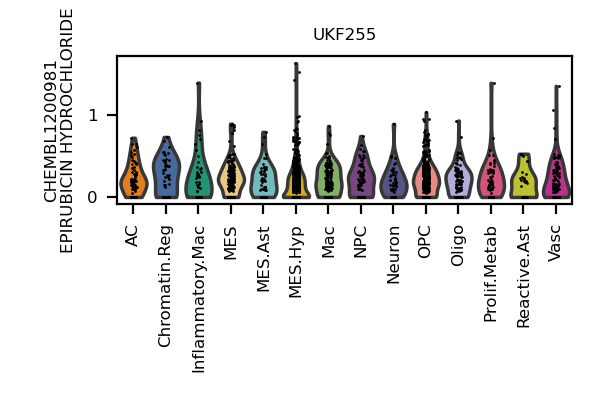 UKF255
CHEMBL1200981
EPIRUBICIN HYDROCHLORIDE
1
0
AC
Chromatin.Reg
Inflammatory.Mac
MES
MES.Ast
MES.Hyp
Mac
NPC
Neuron
OPC
Oligo
Prolif.Metab
Reactive.Ast
Vasc